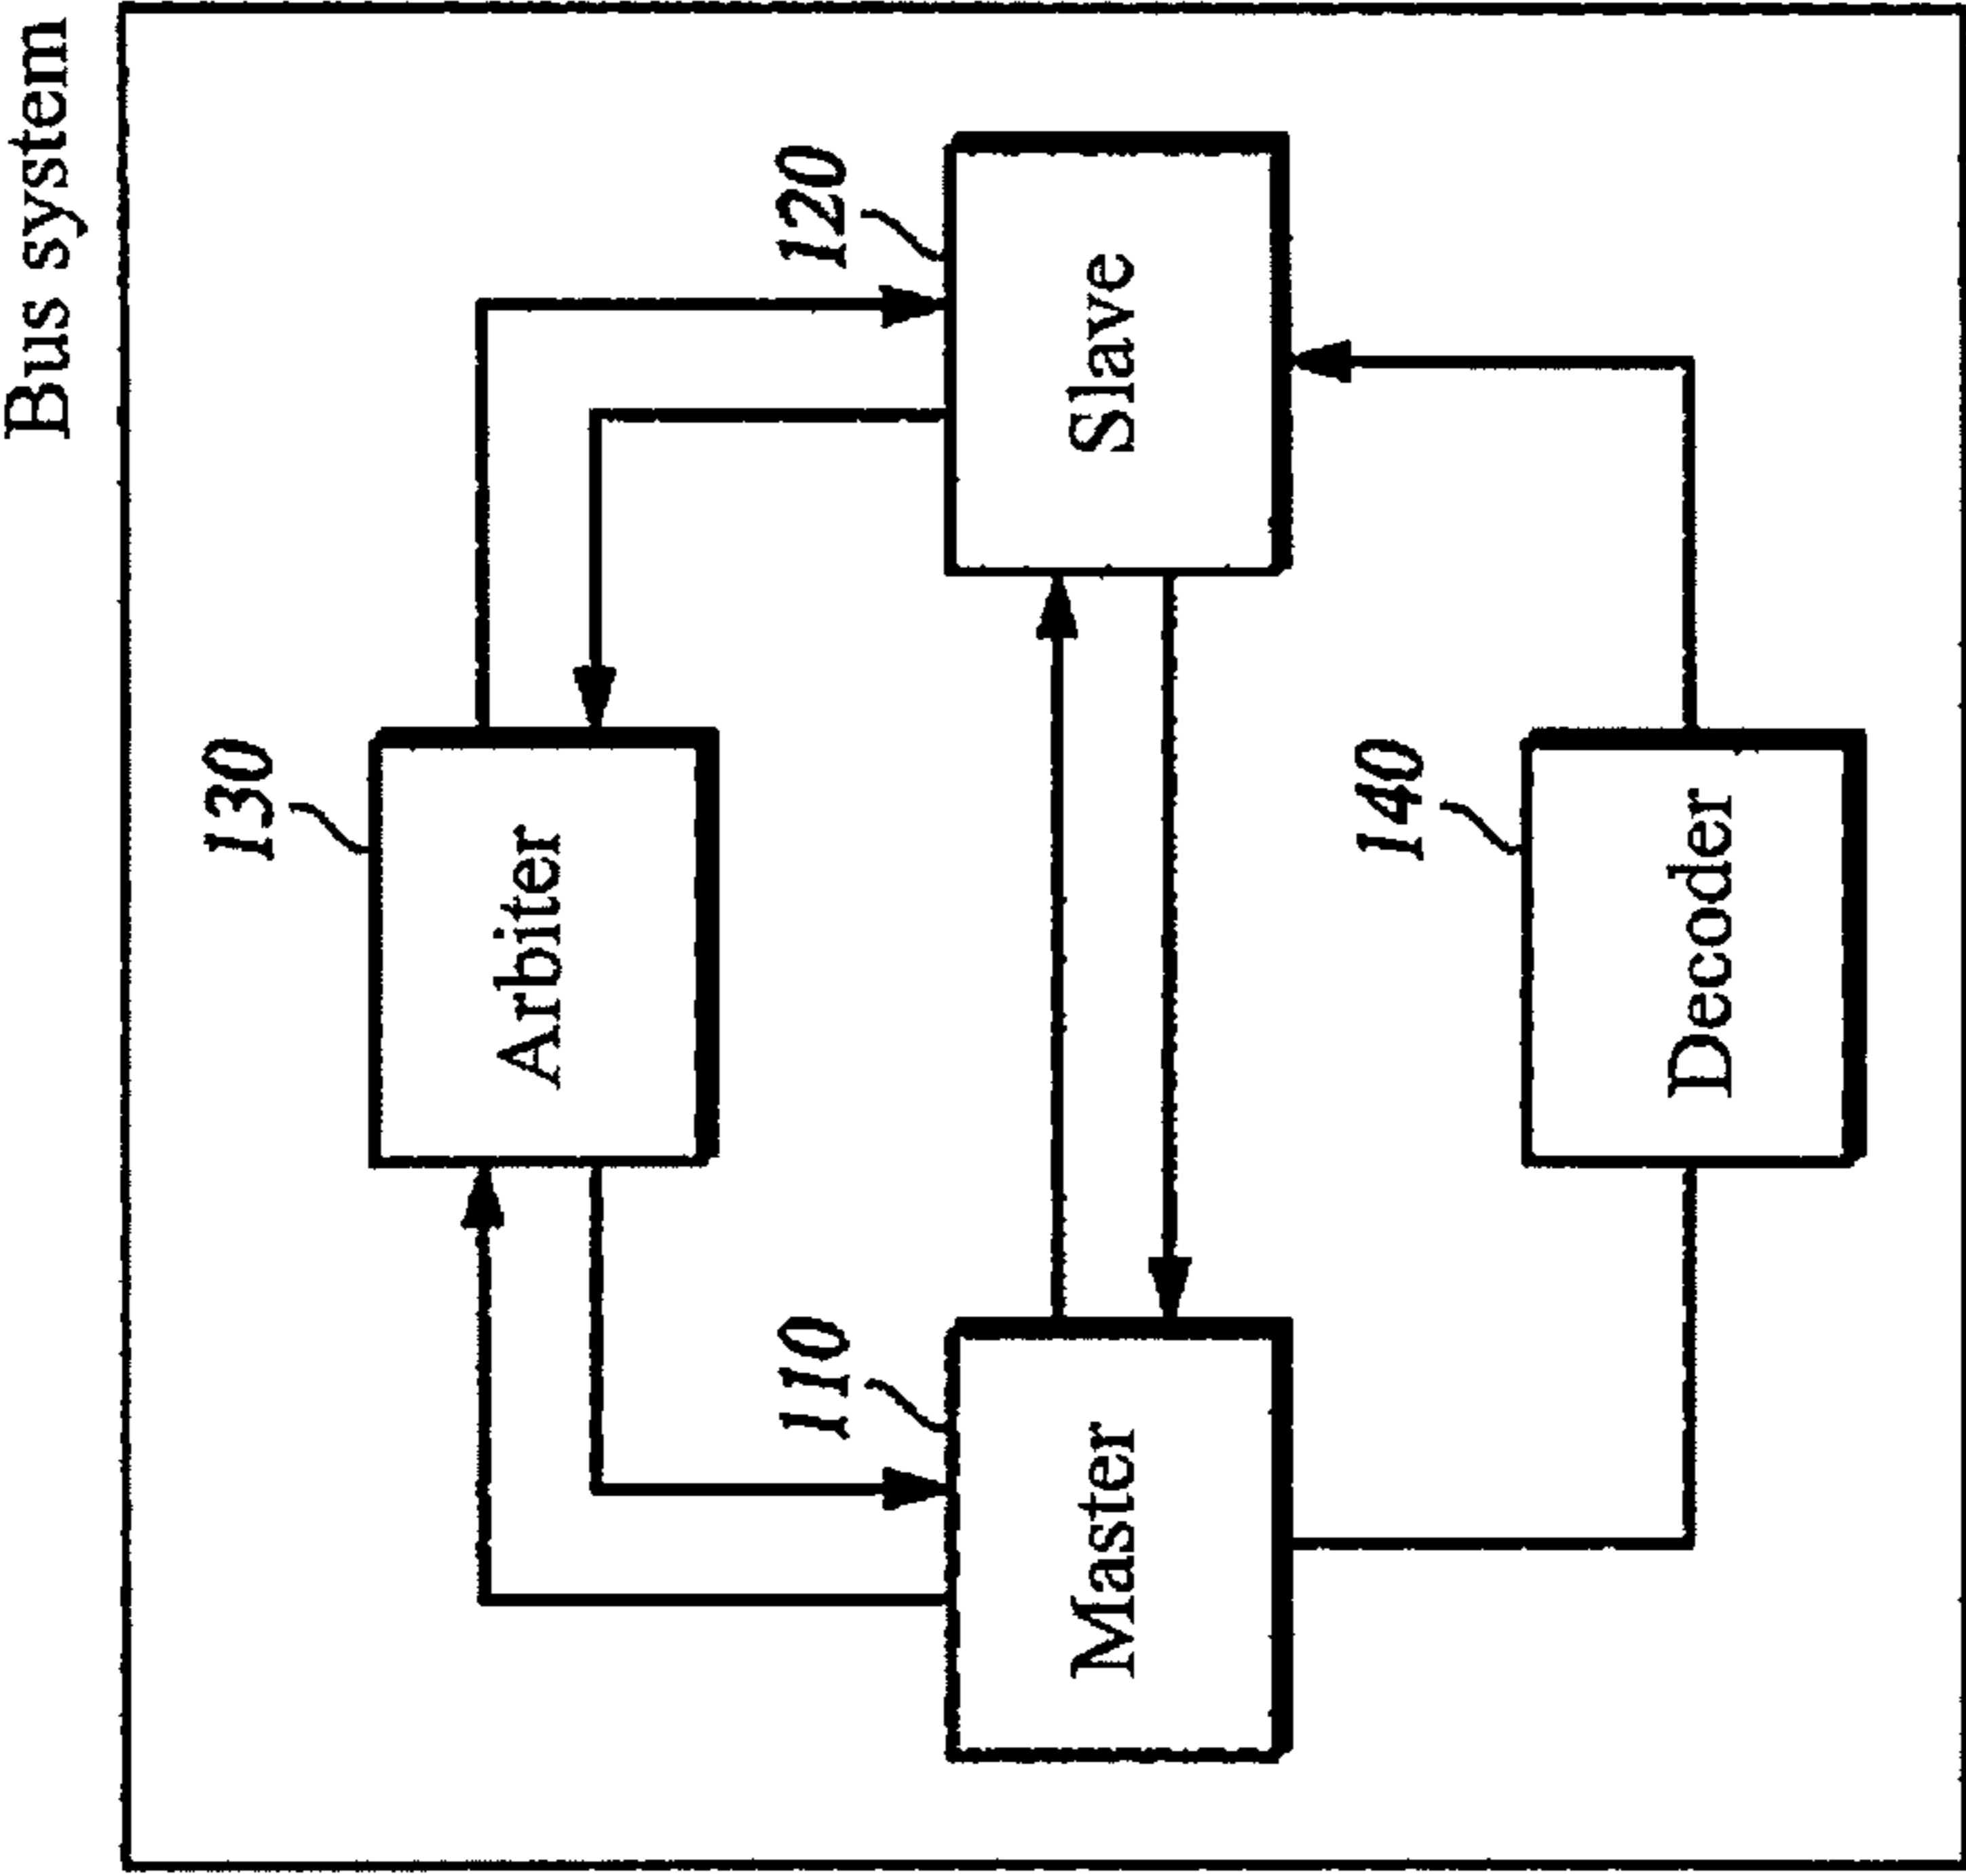 Bus system
130
Arbiter
110
Master
120
Slave
140
Decoder